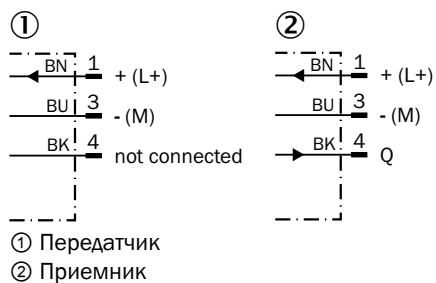 ① ②
BN 1 + (L+)
BU 3 - (M)
BK 4 not connected
BN 1 + (L+)
BU 3 - (M)
BK 4 Q
① Передатчик
② Приемник